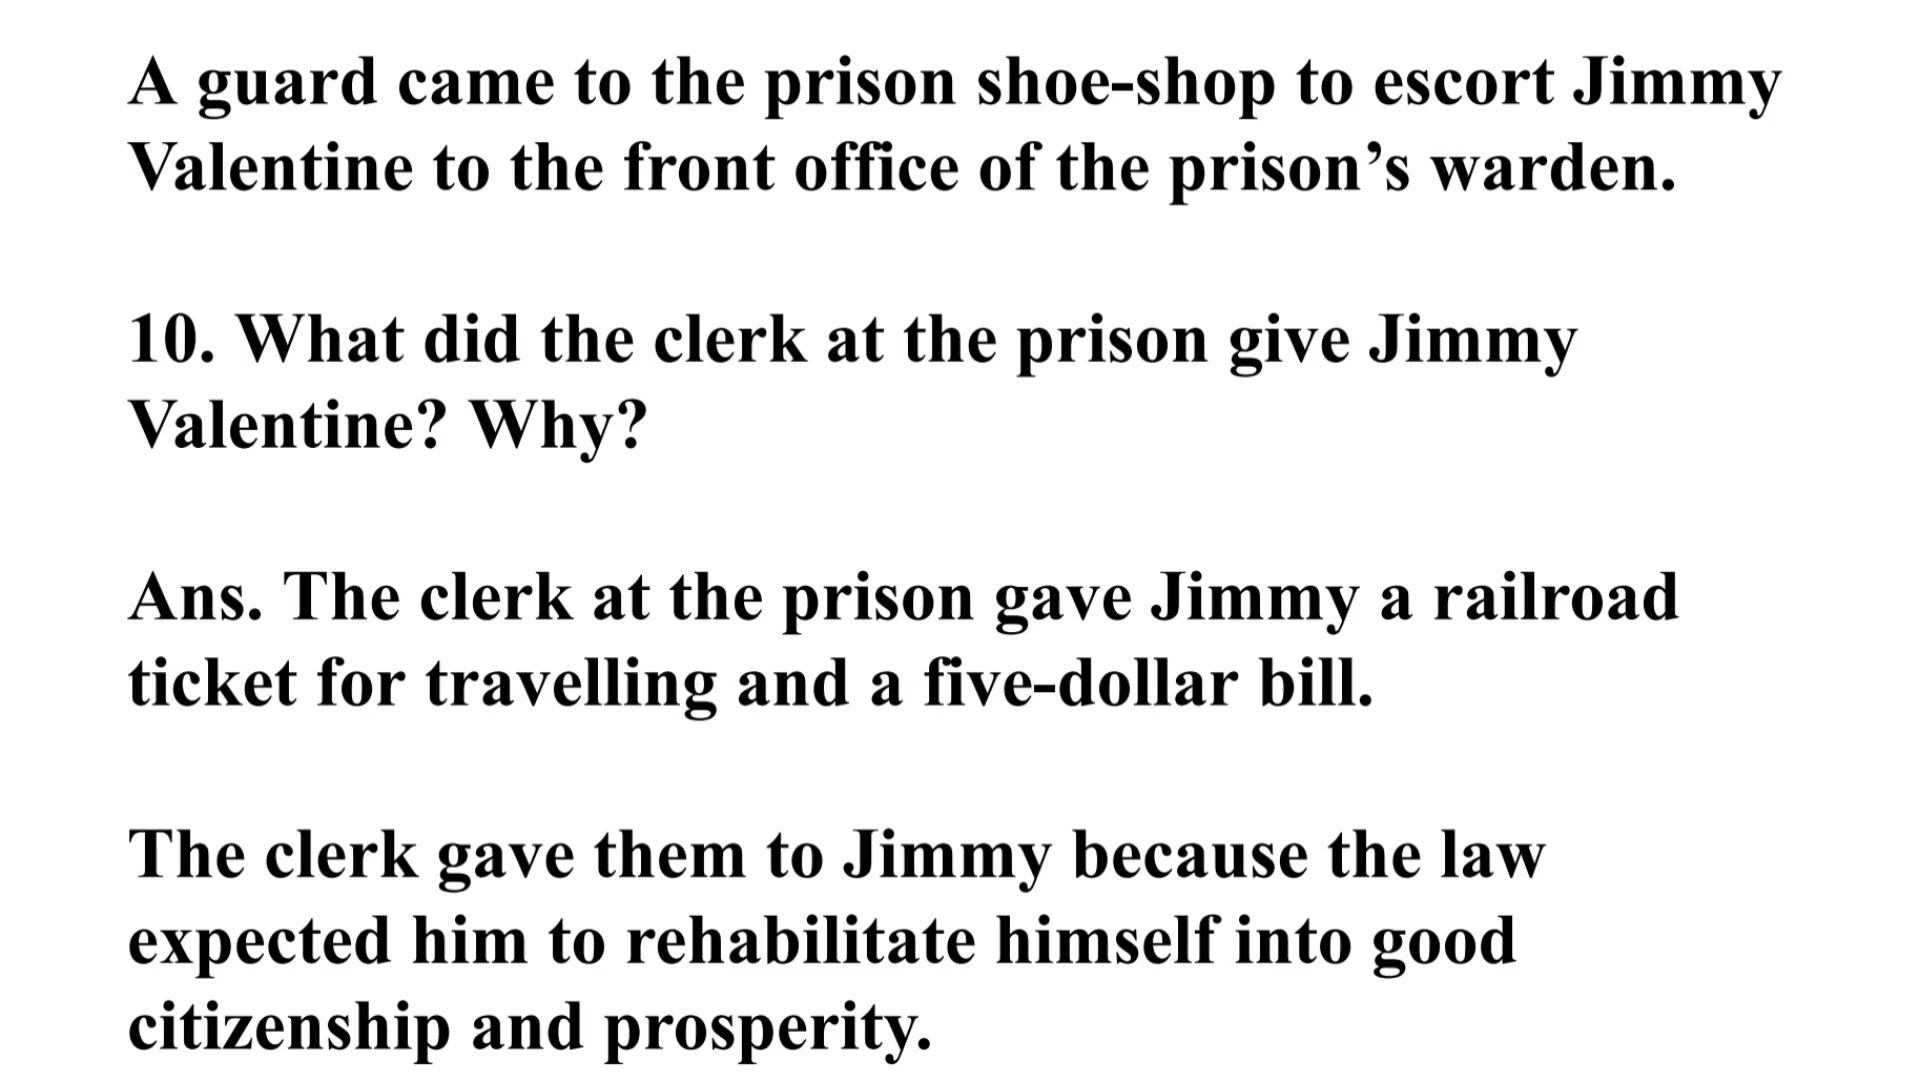 A guard came to the prison shoe-shop to escort Jimmy
Valentine to the front office of the prison’s warden.
10. What did the clerk at the prison give Jimmy
Valentine? Why?
Ans. The clerk at the prison gave Jimmy a railroad
ticket for travelling and a five-dollar bill.
The clerk gave them to Jimmy because the law
expected him to rehabilitate himself into good
citizenship and prosperity.